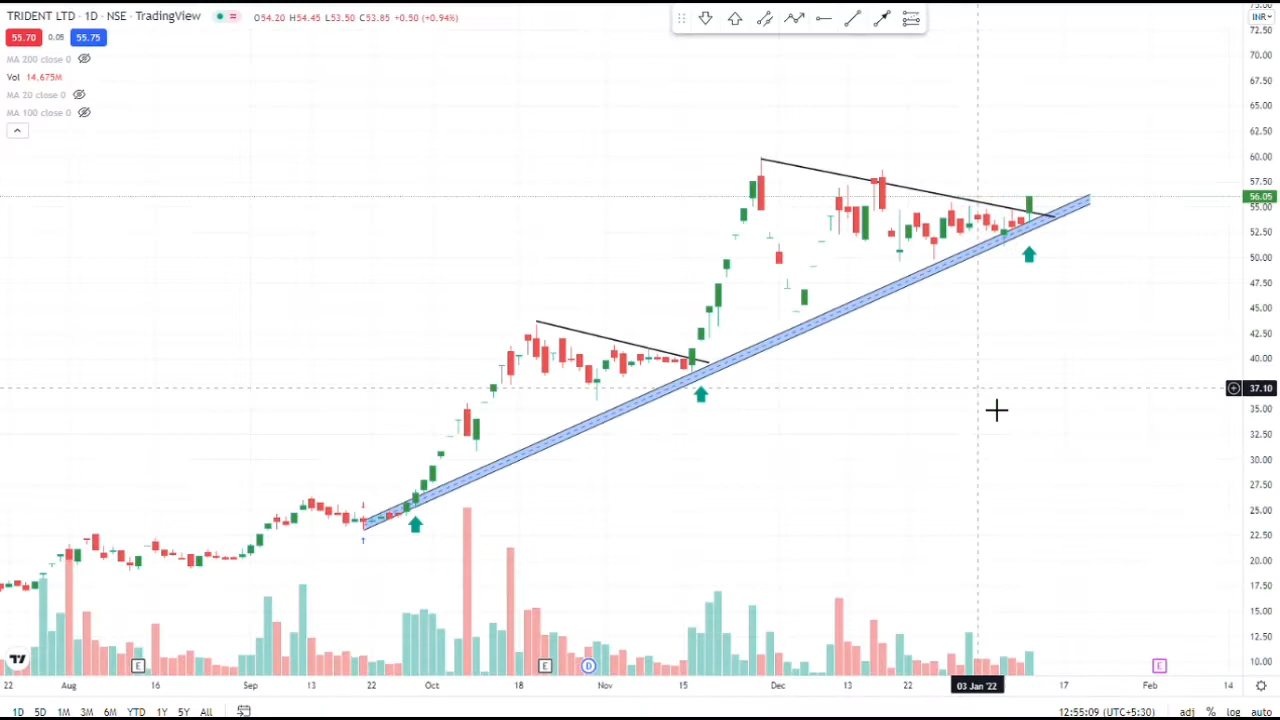 TRIDENT LTD · 1D · NSE · TradingView
O54.20 H54.45 L53.50 C53.85 +0.50 (+0.94%)
55.70 0.05 55.75
MA 200 close 0
Vol 14.675M
MA 20 close 0
MA 100 close 0
INR
75.00
72.50
70.00
67.50
65.00
62.50
60.00
57.50
56.05
55.00
52.50
50.00
47.50
45.00
42.50
40.00
37.10
35.00
32.50
30.00
27.50
25.00
22.50
20.00
17.50
15.00
12.50
10.00
E E D E
22 Aug 16 Sep 13 22 Oct 18 Nov 15 Dec 13 22 03 Jan '22 17 Feb 14
1D 5D 1M 3M 6M YTD 1Y 5Y All 12:55:09 (UTC+5:30) adj % log auto